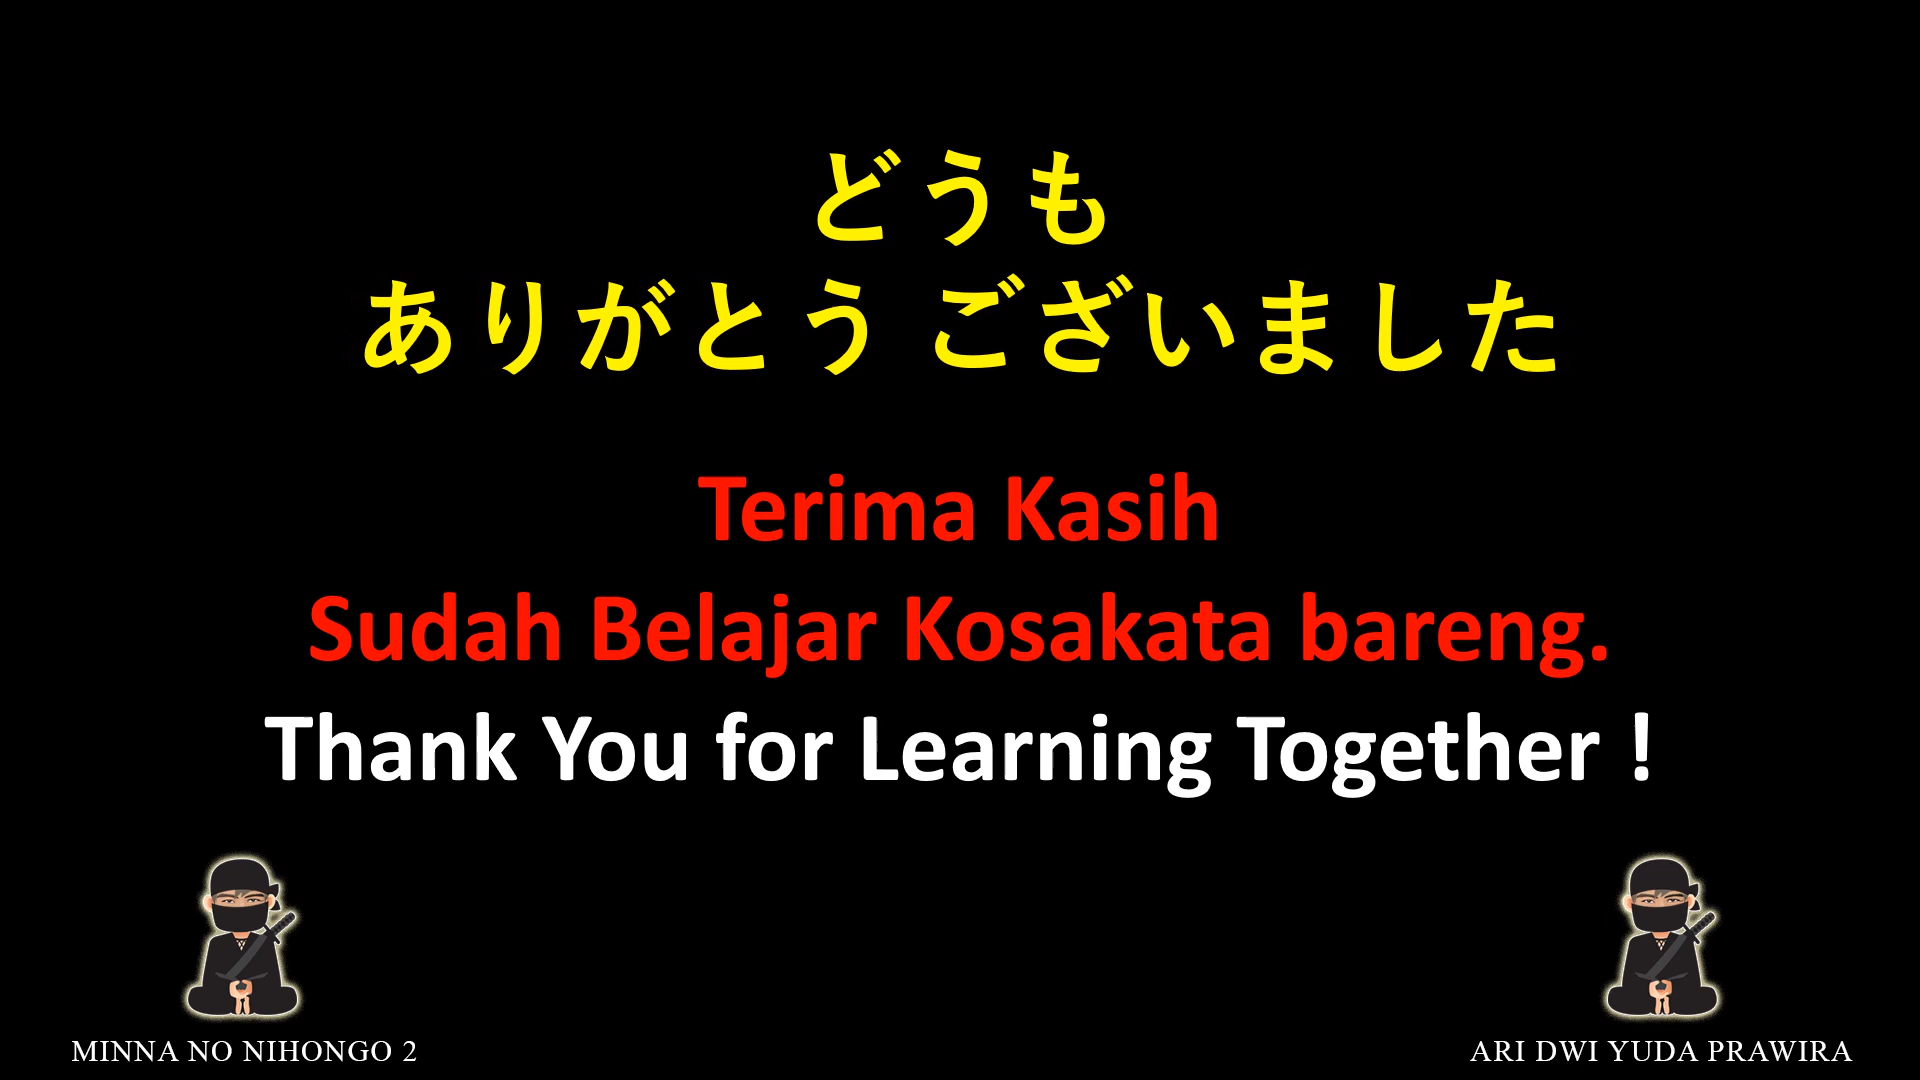 どうも
ありがとう ございました
Terima Kasih
Sudah Belajar Kosakata bareng.
Thank You for Learning Together !
MINNA NO NIHONGO 2
ARI DWI YUDA PRAWIRA